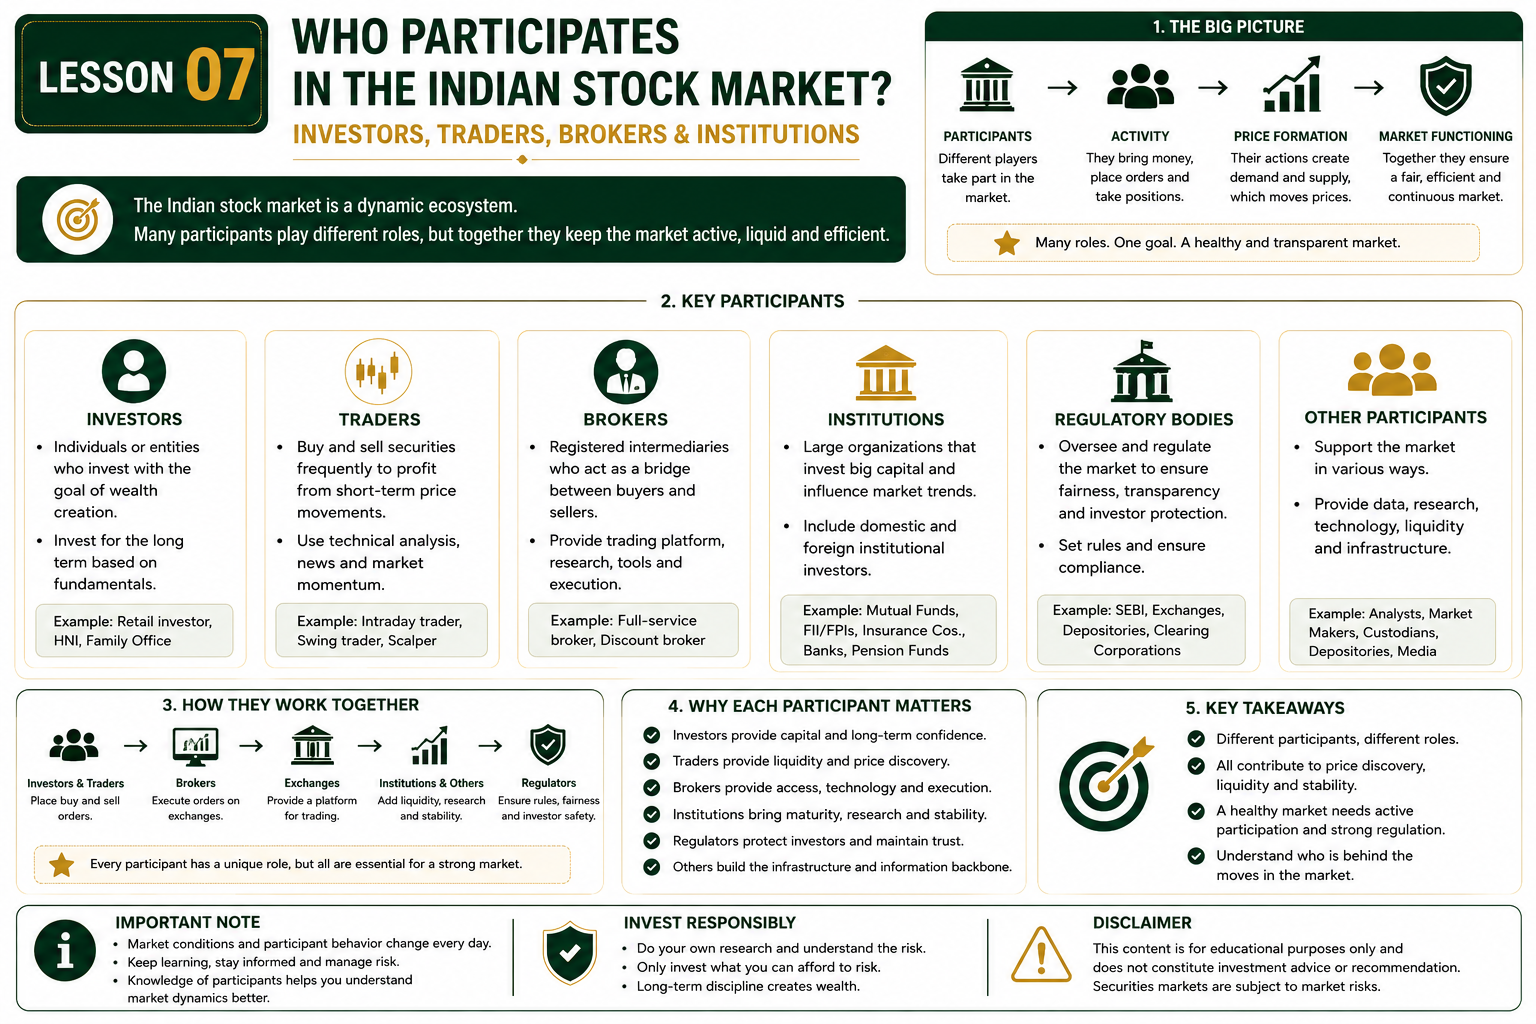 LESSON 07
WHO PARTICIPATES
IN THE INDIAN STOCK MARKET?
INVESTORS, TRADERS, BROKERS & INSTITUTIONS
The Indian stock market is a dynamic ecosystem.
Many participants play different roles, but together they keep the market active, liquid and efficient.
1. THE BIG PICTURE
PARTICIPANTS
Different players
take part in the
market.
ACTIVITY
They bring money,
place orders and
take positions.
PRICE FORMATION
Their actions create
demand and supply,
which moves prices.
MARKET FUNCTIONING
Together they ensure
a fair, efficient and
continuous market.
Many roles. One goal. A healthy and transparent market.
2. KEY PARTICIPANTS
INVESTORS
• Individuals or entities
who invest with the
goal of wealth
creation.
• Invest for the long
term based on
fundamentals.
Example: Retail investor,
HNI, Family Office
TRADERS
• Buy and sell securities
frequently to profit
from short-term price
movements.
• Use technical analysis,
news and market
momentum.
Example: Intraday trader,
Swing trader, Scalper
BROKERS
• Registered intermediaries
who act as a bridge
between buyers and
sellers.
• Provide trading platform,
research, tools and
execution.
Example: Full-service
broker, Discount broker
INSTITUTIONS
• Large organizations that
invest big capital and
influence market trends.
• Include domestic and
foreign institutional
investors.
Example: Mutual Funds,
FII/FPIs, Insurance Cos.,
Banks, Pension Funds
REGULATORY BODIES
• Oversee and regulate
the market to ensure
fairness, transparency
and investor protection.
• Set rules and ensure
compliance.
Example: SEBI, Exchanges,
Depositories, Clearing
Corporations
OTHER PARTICIPANTS
• Support the market
in various ways.
• Provide data, research,
technology, liquidity
and infrastructure.
Example: Analysts, Market
Makers, Custodians,
Depositories, Media
3. HOW THEY WORK TOGETHER
Investors & Traders
Place buy and sell
orders.
Brokers
Execute orders on
exchanges.
Exchanges
Provide a platform
for trading.
Institutions & Others
Add liquidity, research
and stability.
Regulators
Ensure rules, fairness
and investor safety.
Every participant has a unique role, but all are essential for a strong market.
4. WHY EACH PARTICIPANT MATTERS
Investors provide capital and long-term confidence.
Traders provide liquidity and price discovery.
Brokers provide access, technology and execution.
Institutions bring maturity, research and stability.
Regulators protect investors and maintain trust.
Others build the infrastructure and information backbone.
5. KEY TAKEAWAYS
Different participants, different roles.
All contribute to price discovery,
liquidity and stability.
A healthy market needs active
participation and strong regulation.
Understand who is behind the
moves in the market.
IMPORTANT NOTE
• Market conditions and participant behavior change every day.
• Keep learning, stay informed and manage risk.
• Knowledge of participants helps you understand
market dynamics better.
INVEST RESPONSIBLY
• Do your own research and understand the risk.
• Only invest what you can afford to risk.
• Long-term discipline creates wealth.
DISCLAIMER
This content is for educational purposes only and
does not constitute investment advice or recommendation.
Securities markets are subject to market risks.